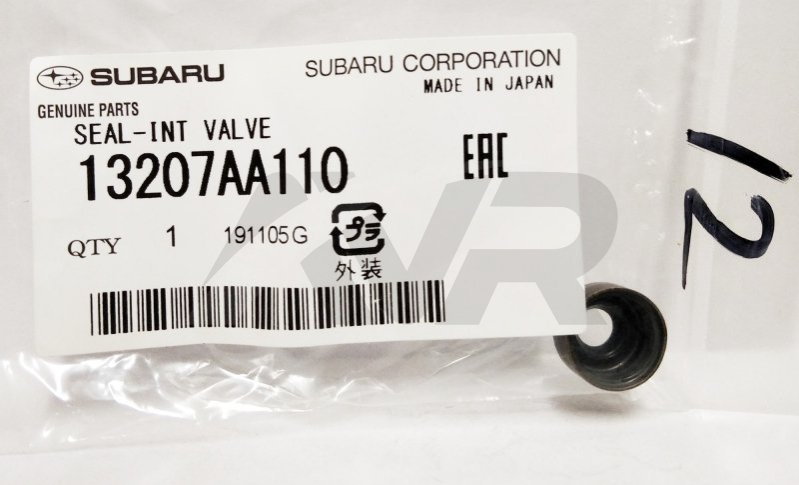 SUBARU
SUBARU CORPORATION
MADE IN JAPAN
GENUINE PARTS
SEAL-INT VALVE
13207AA110
EAC
QTY 1 191105G
プラ
外装
12